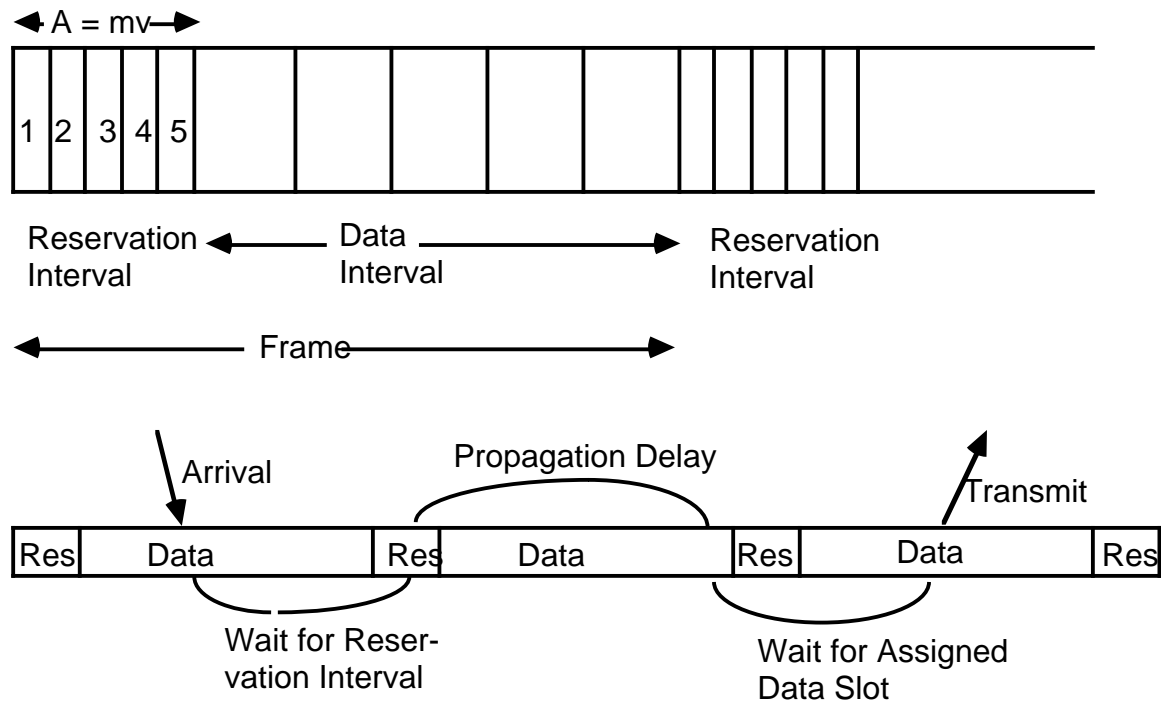 A = mv
1 2 3 4 5
Reservation
Interval
Data
Interval
Reservation
Interval
Frame
Arrival
Propagation Delay
Transmit
Res Data Res Data Res Data Res
Wait for Reser-
vation Interval
Wait for Assigned
Data Slot